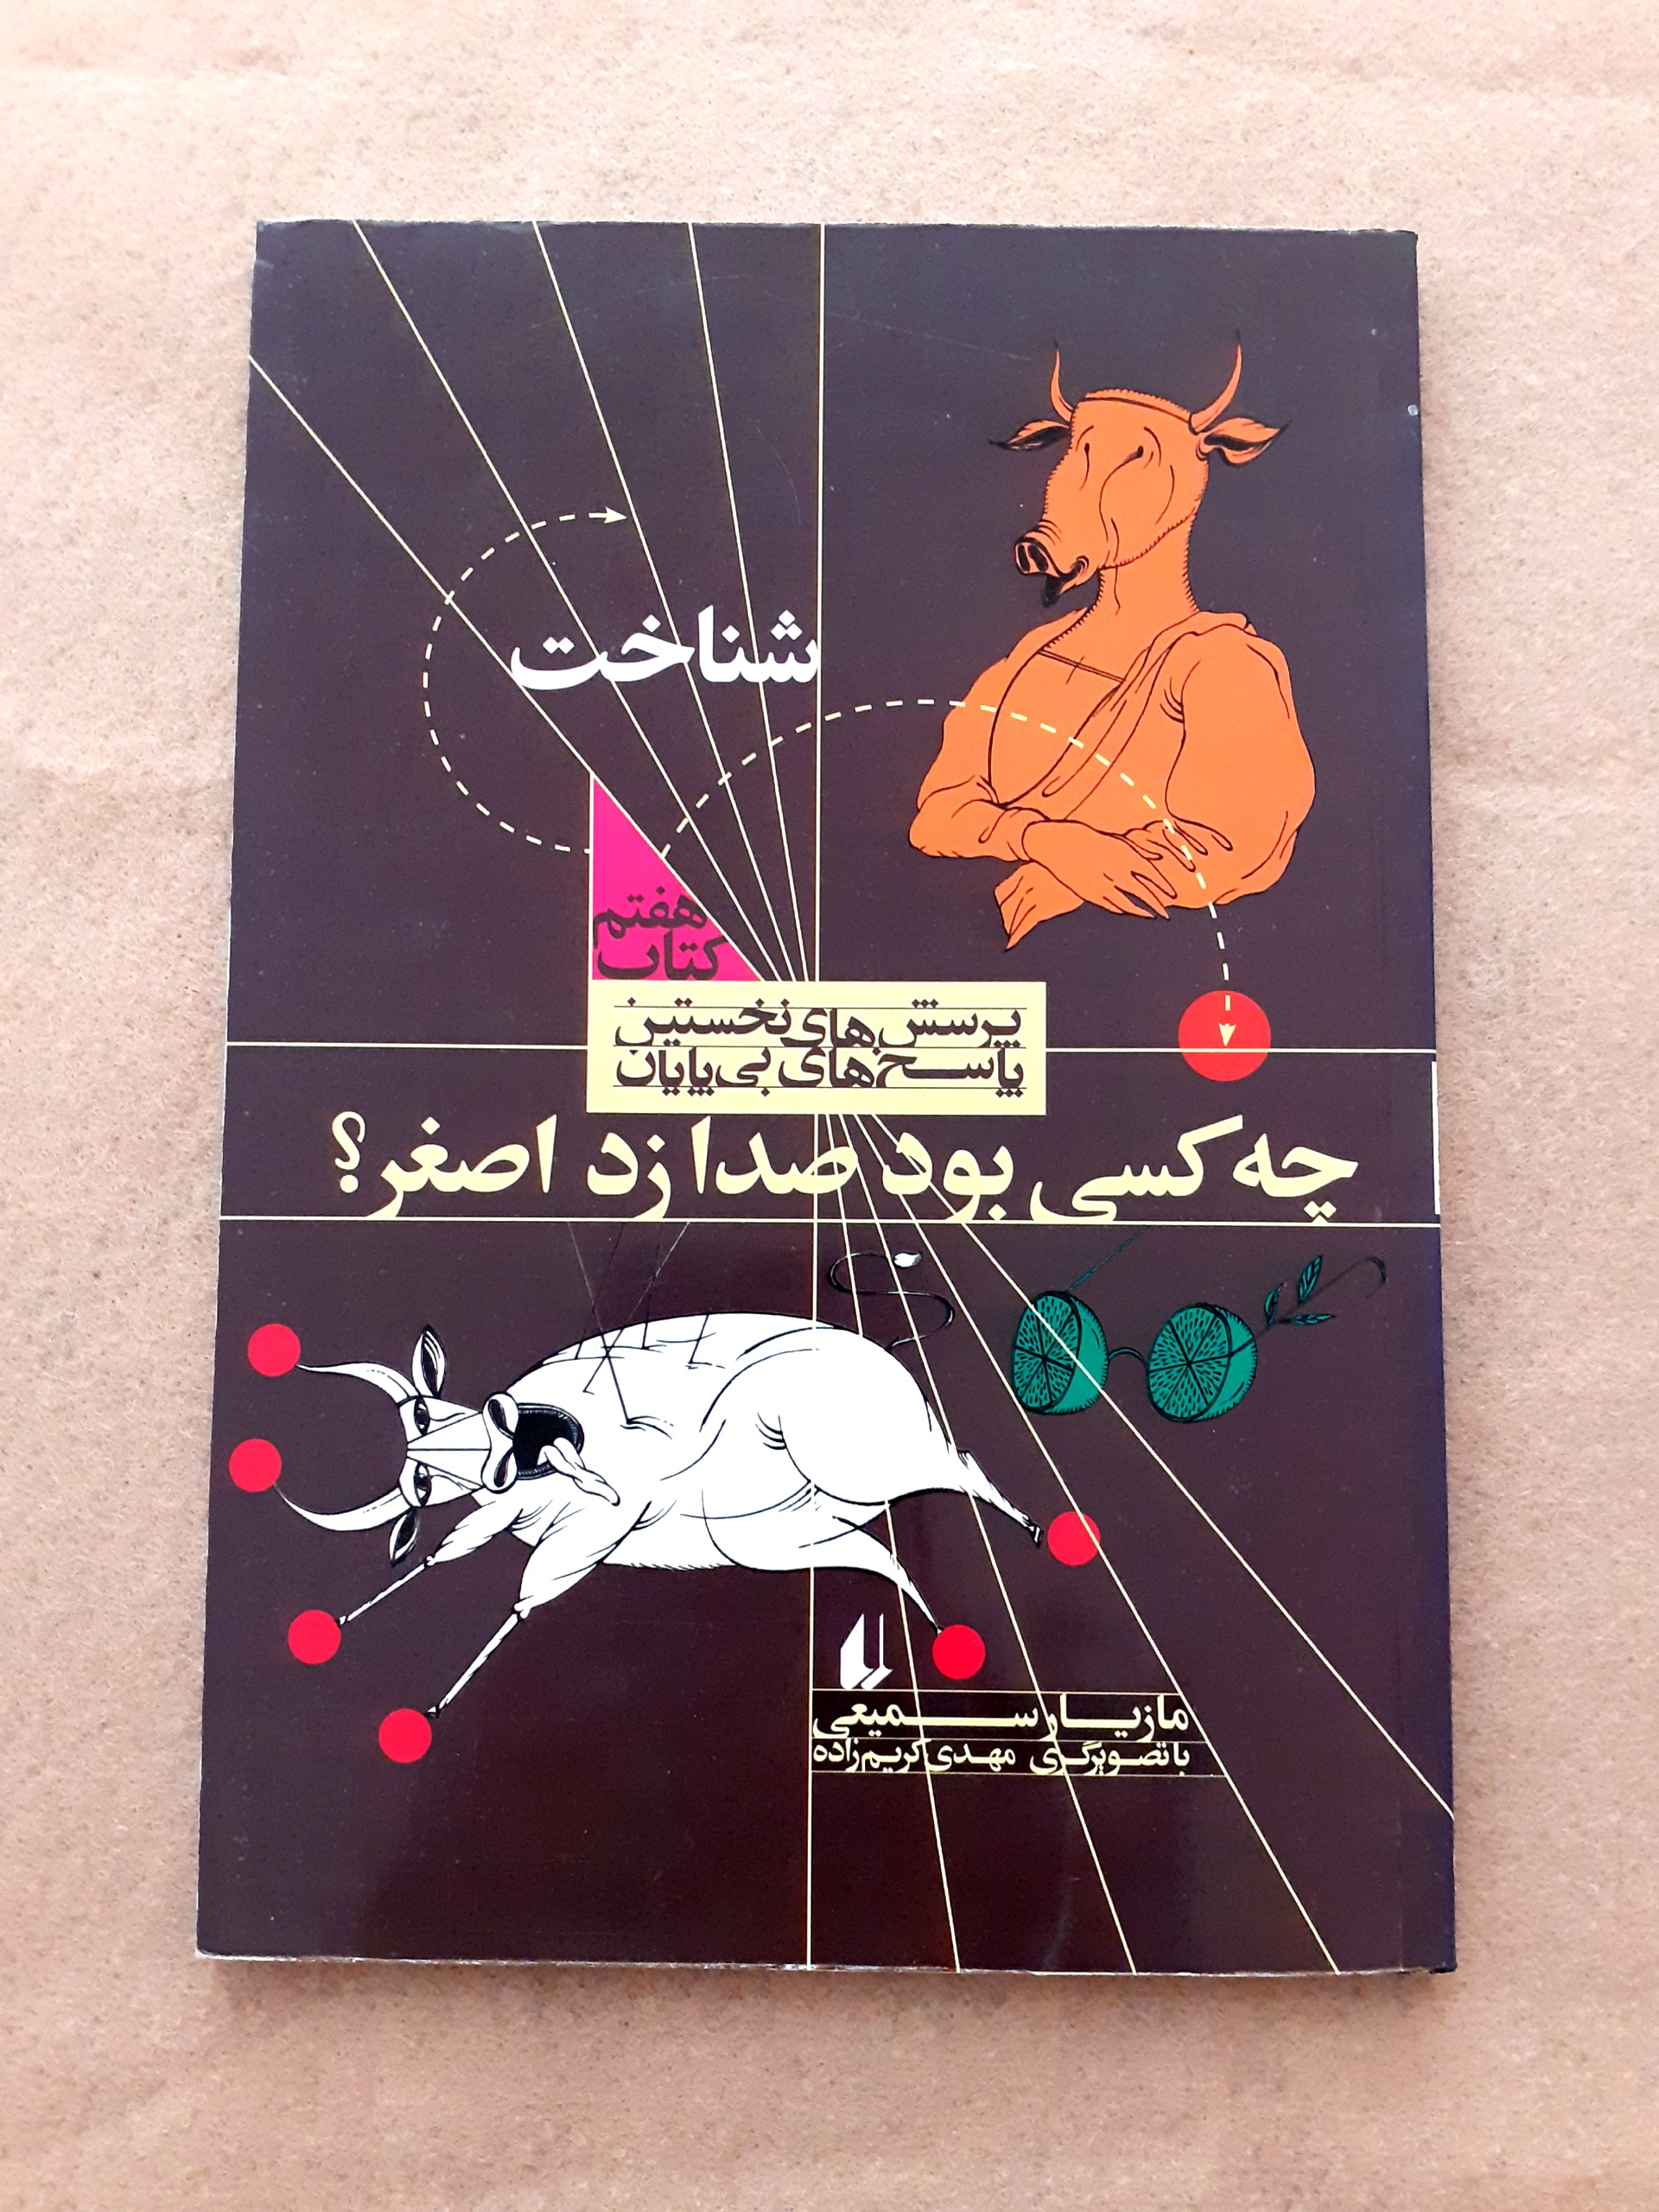 شناخت
هفتم
کتاب
پرسش‌های نخستین
پاسخ‌های بی‌پایان
چه کسی بود صدا زد اصغر؟
مازیار سمیعی
با تصویرگری مهدی کریم‌زاده